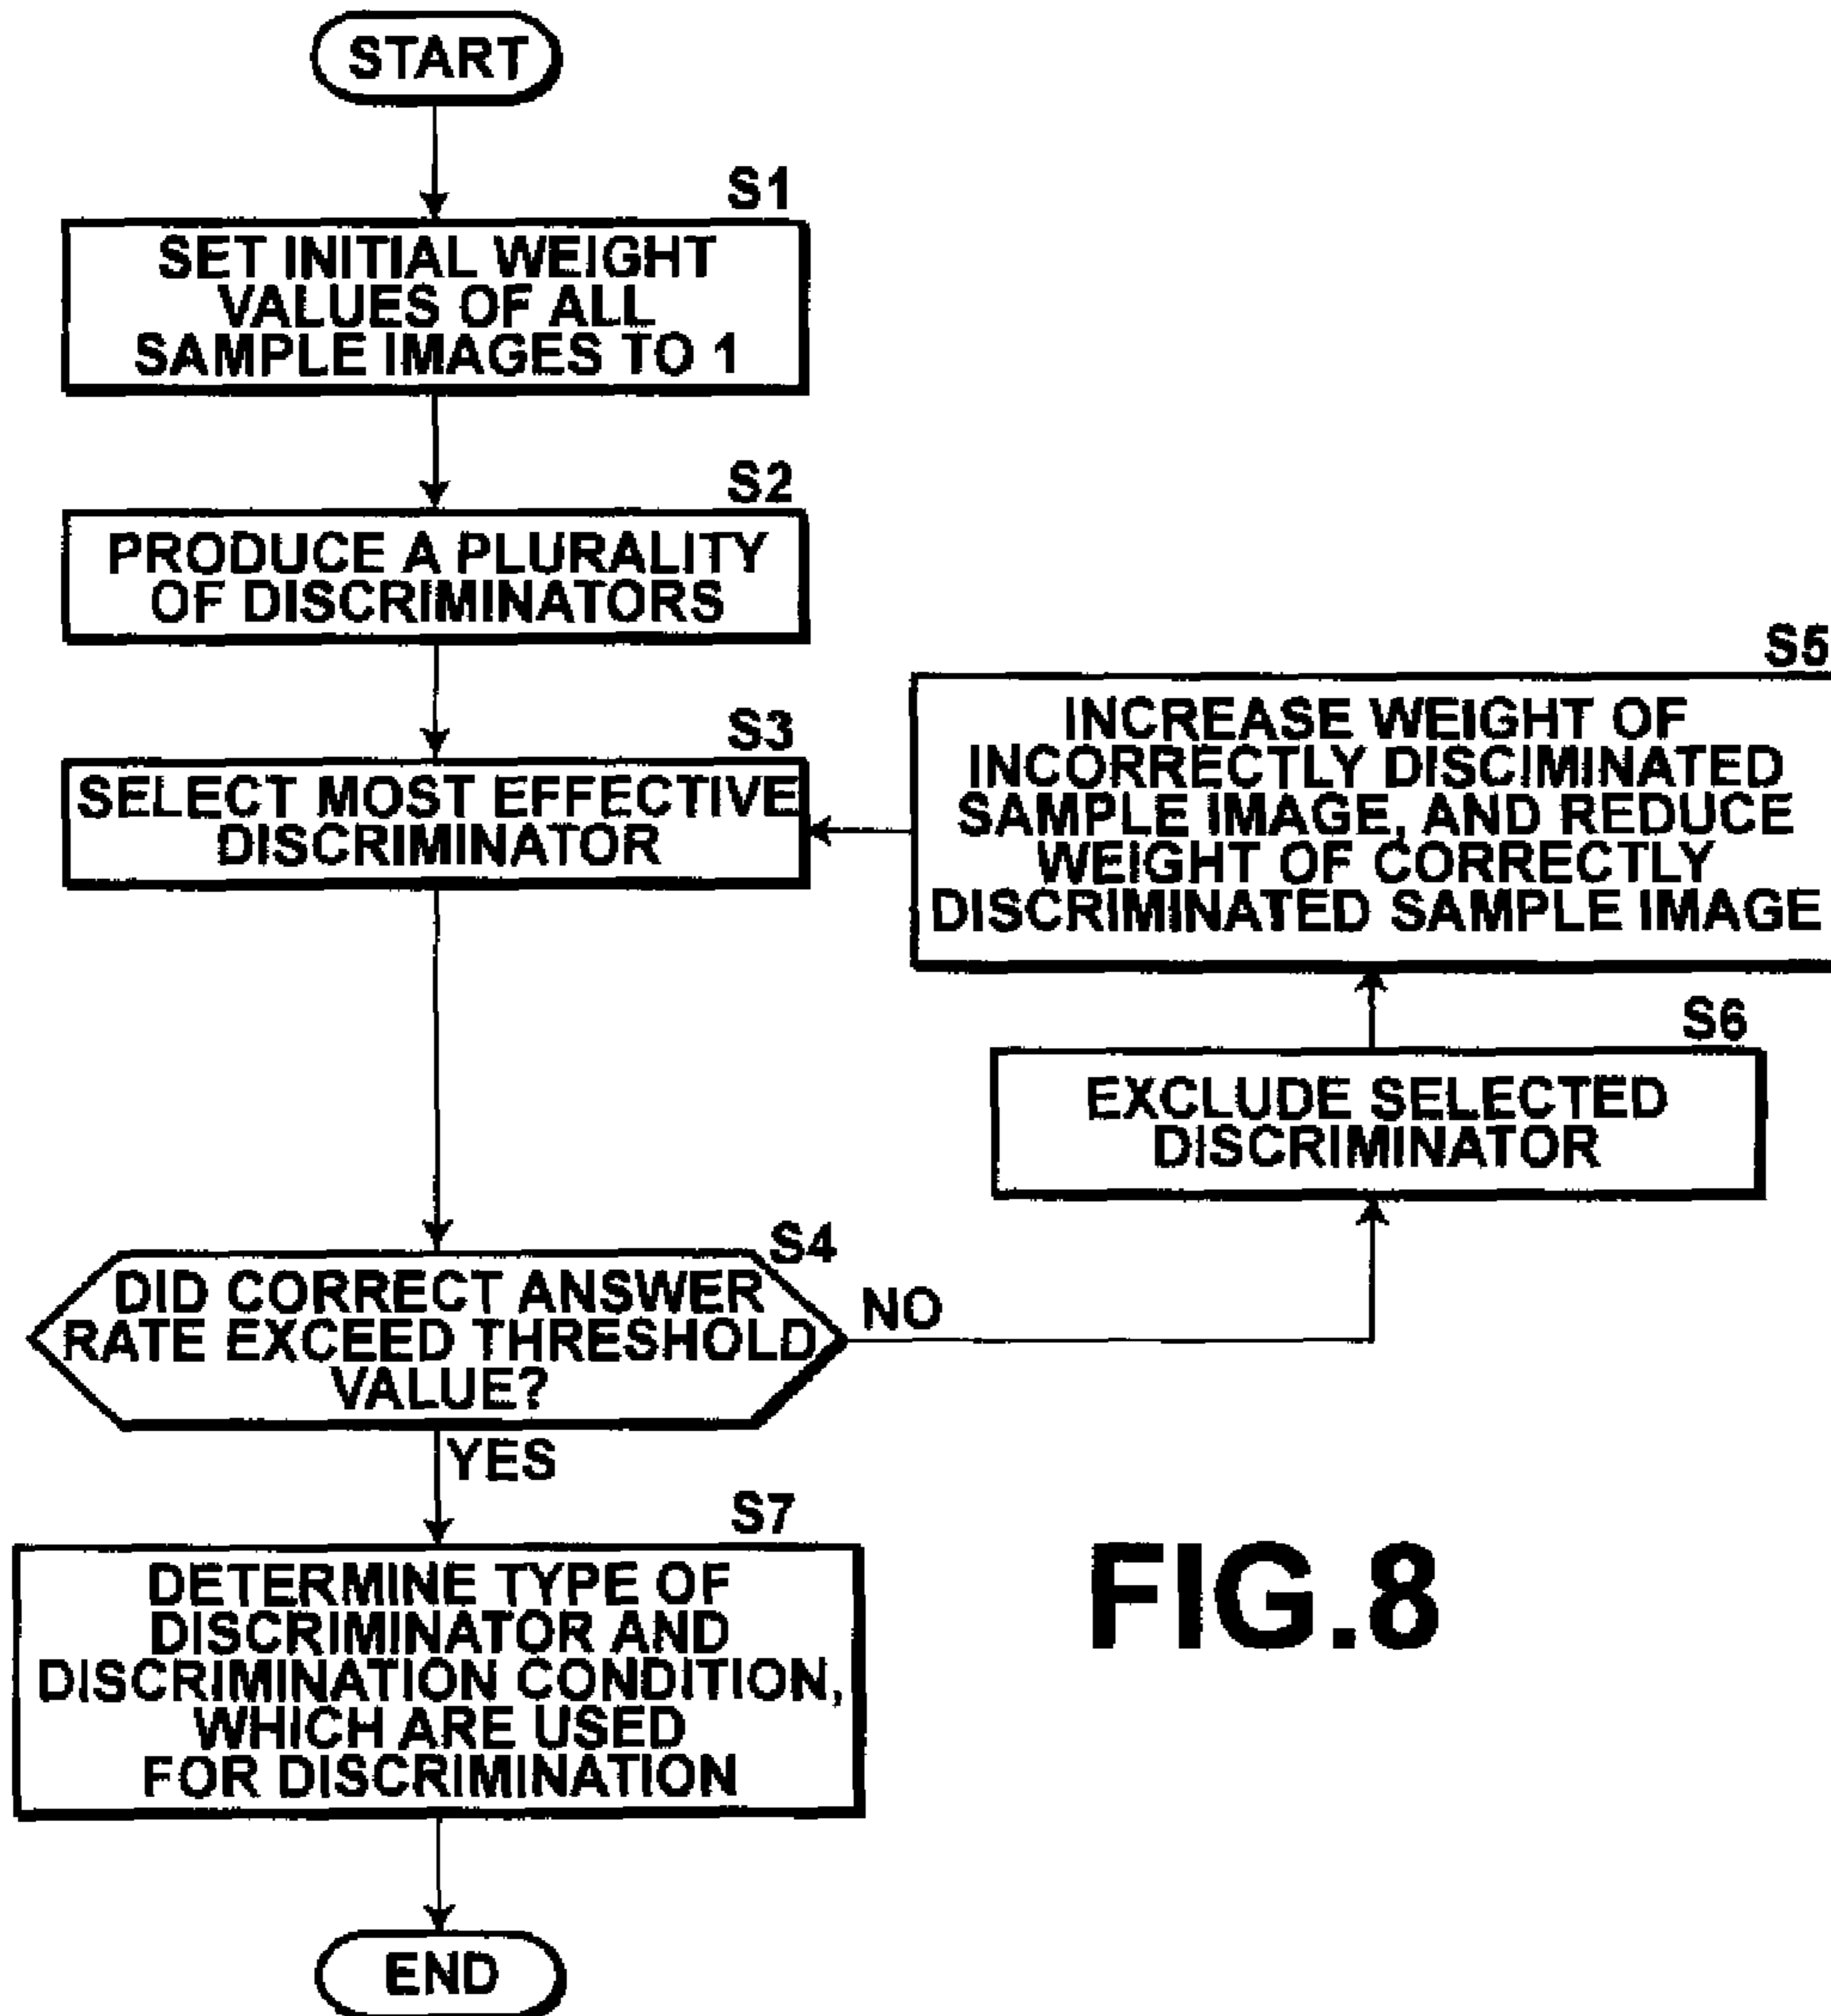 START
S1
SET INITIAL WEIGHT
VALUES OF ALL
SAMPLE IMAGES TO 1
S2
PRODUCE A PLURALITY
OF DISCRIMINATORS
S3
SELECT MOST EFFECTIVE
DISCRIMINATOR
S5
INCREASE WEIGHT OF
INCORRECTLY DISCIMINATED
SAMPLE IMAGE, AND REDUCE
WEIGHT OF CORRECTLY
DISCRIMINATED SAMPLE IMAGE
S6
EXCLUDE SELECTED
DISCRIMINATOR
S4
DID CORRECT ANSWER
RATE EXCEED THRESHOLD
VALUE?
NO
YES
S7
DETERMINE TYPE OF
DISCRIMINATOR AND
DISCRIMINATION CONDITION,
WHICH ARE USED
FOR DISCRIMINATION
END
FIG.8